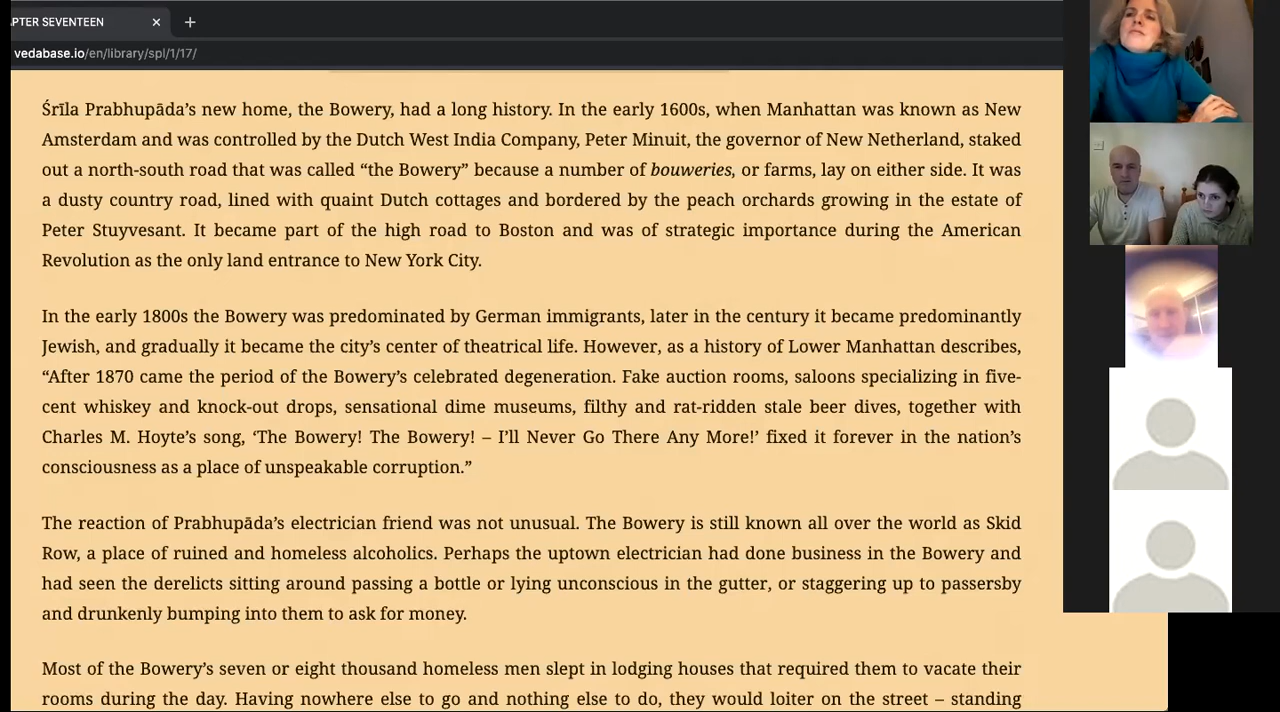 PTER SEVENTEEN
vedabase.io/en/library/spl/1/17/
Śrīla Prabhupāda’s new home, the Bowery, had a long history. In the early 1600s, when Manhattan was known as New
Amsterdam and was controlled by the Dutch West India Company, Peter Minuit, the governor of New Netherland, staked
out a north-south road that was called “the Bowery” because a number of bouweries, or farms, lay on either side. It was
a dusty country road, lined with quaint Dutch cottages and bordered by the peach orchards growing in the estate of
Peter Stuyvesant. It became part of the high road to Boston and was of strategic importance during the American
Revolution as the only land entrance to New York City.
In the early 1800s the Bowery was predominated by German immigrants, later in the century it became predominantly
Jewish, and gradually it became the city’s center of theatrical life. However, as a history of Lower Manhattan describes,
“After 1870 came the period of the Bowery’s celebrated degeneration. Fake auction rooms, saloons specializing in five-
cent whiskey and knock-out drops, sensational dime museums, filthy and rat-ridden stale beer dives, together with
Charles M. Hoyte’s song, ‘The Bowery! The Bowery! – I’ll Never Go There Any More!’ fixed it forever in the nation’s
consciousness as a place of unspeakable corruption.”
The reaction of Prabhupāda’s electrician friend was not unusual. The Bowery is still known all over the world as Skid
Row, a place of ruined and homeless alcoholics. Perhaps the uptown electrician had done business in the Bowery and
had seen the derelicts sitting around passing a bottle or lying unconscious in the gutter, or staggering up to passersby
and drunkenly bumping into them to ask for money.
Most of the Bowery’s seven or eight thousand homeless men slept in lodging houses that required them to vacate their
rooms during the day. Having nowhere else to go and nothing else to do, they would loiter on the street – standing